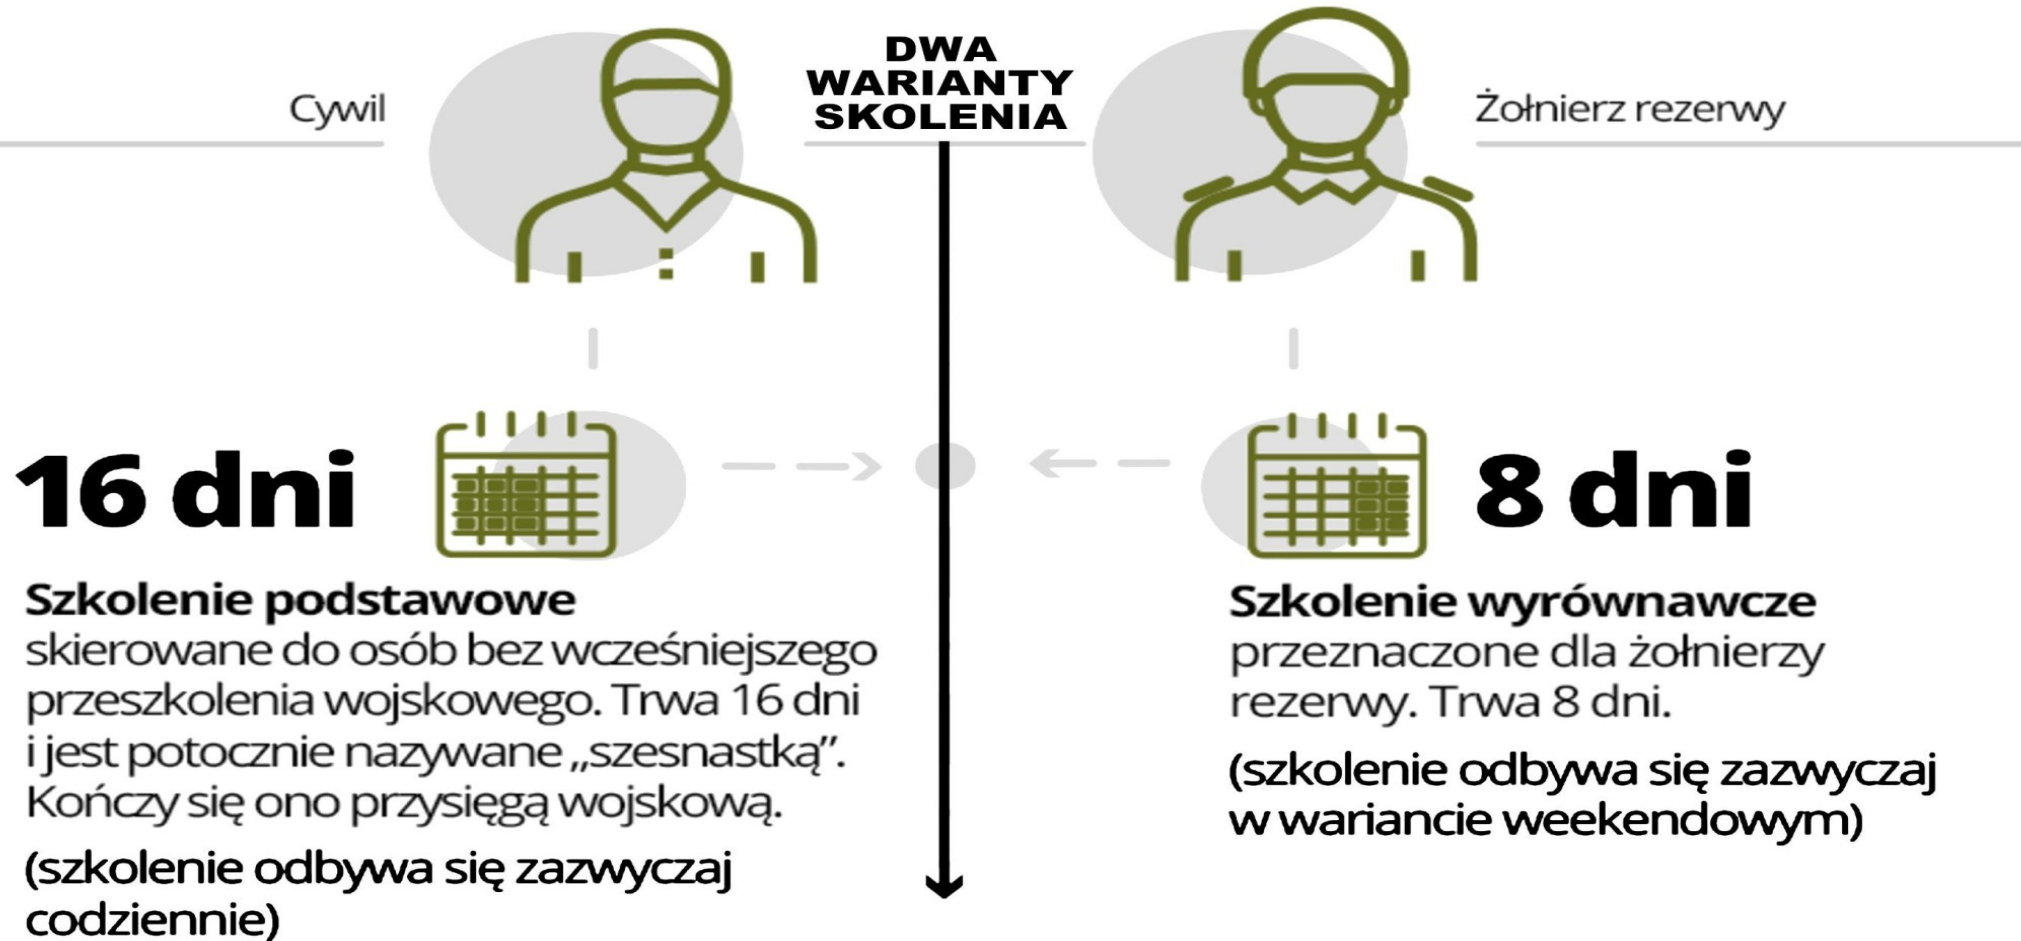 Cywil
DWA
WARIANTY
SKOLENIA
Żołnierz rezerwy
16 dni
Szkolenie podstawowe
skierowane do osób bez wcześniejszego
przeszkolenia wojskowego. Trwa 16 dni
i jest potocznie nazywane „szesnastką”.
Kończy się ono przysięgą wojskową.
(szkolenie odbywa się zazwyczaj
codziennie)
8 dni
Szkolenie wyrównawcze
przeznaczone dla żołnierzy
rezerwy. Trwa 8 dni.
(szkolenie odbywa się zazwyczaj
w wariancie weekendowym)